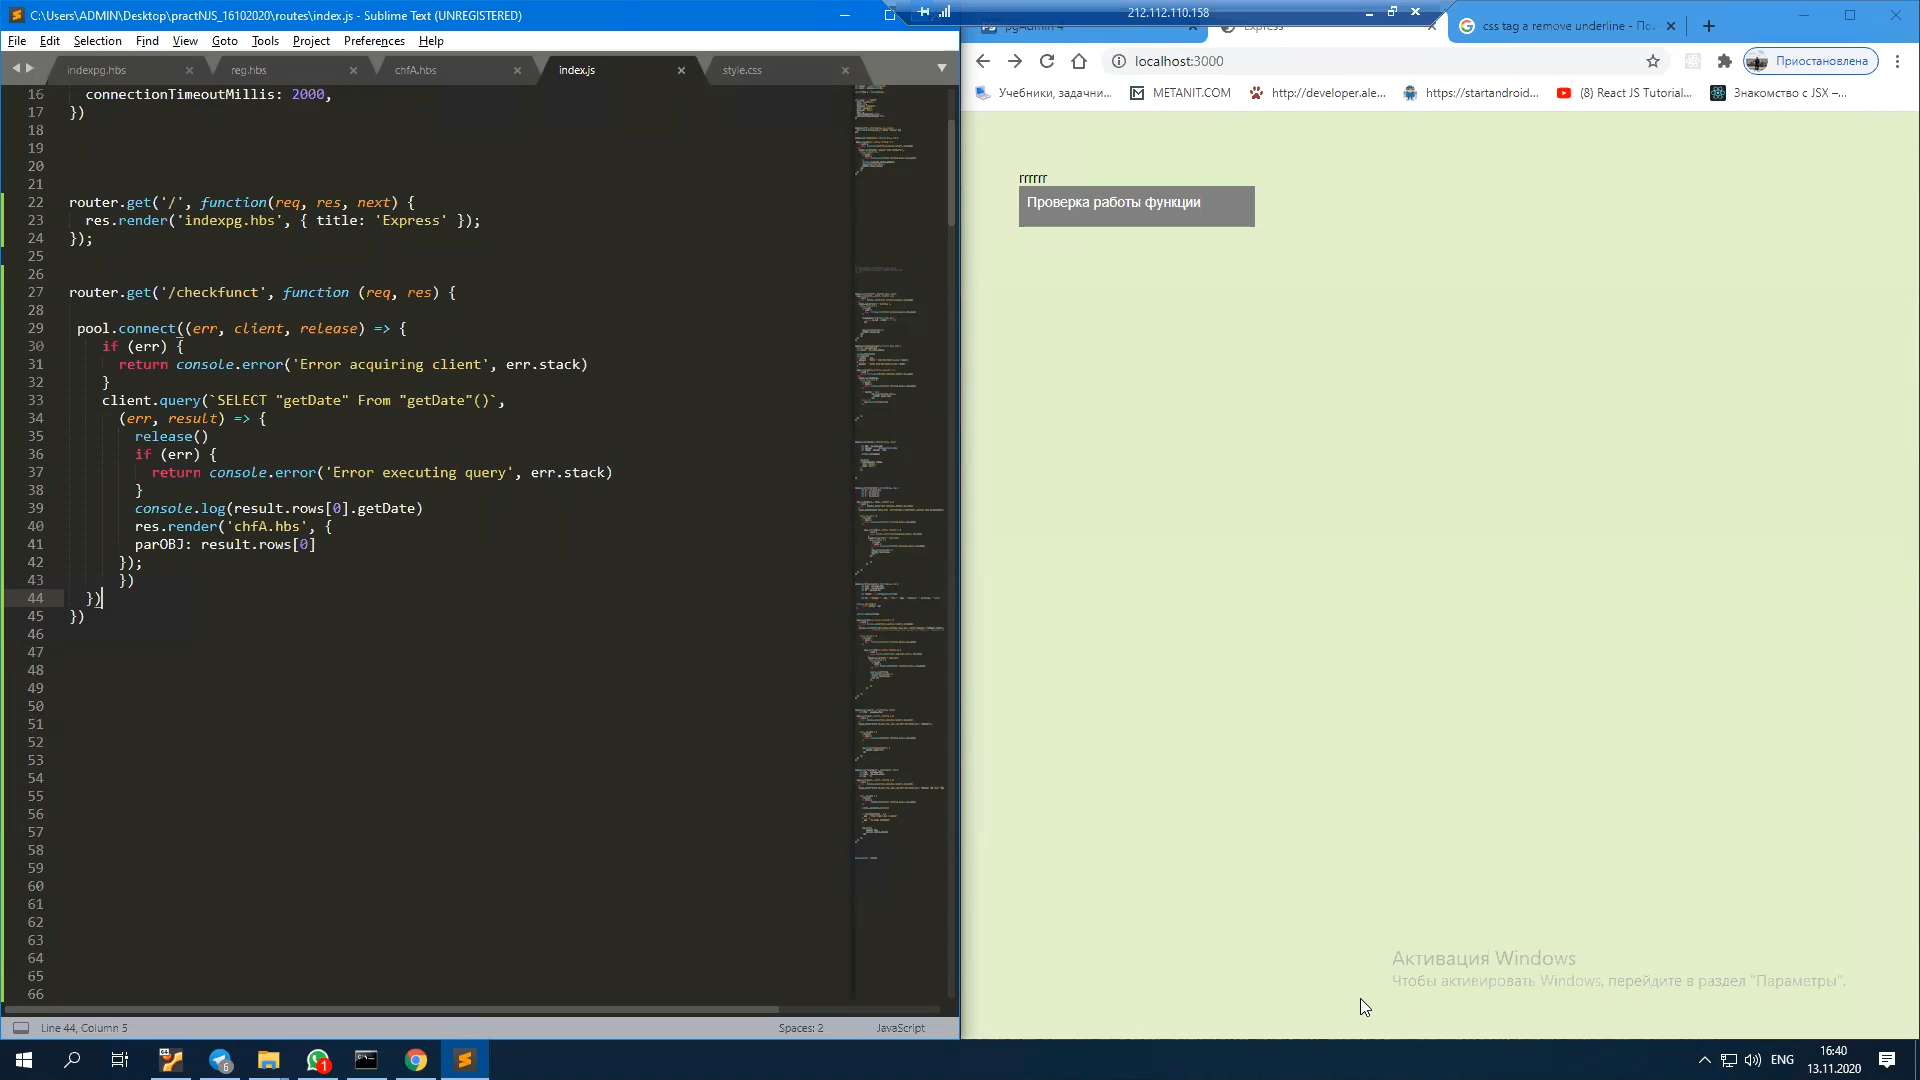 C:\Users\ADMIN\Desktop\practNJS_16102020\routes\index.js - Sublime Text (UNREGISTERED)
File Edit Selection Find View Goto Tools Project Preferences Help
indexpg.hbs reg.hbs chfA.hbs index.js style.css
16 connectionTimeoutMillis: 2000,
17 })
18
19
20
21
22 router.get('/', function(req, res, next) {
23 res.render('indexpg.hbs', { title: 'Express' });
24 });
25
26
27 router.get('/checkfunct', function (req, res) {
28
29 pool.connect((err, client, release) => {
30 if (err) {
31 return console.error('Error acquiring client', err.stack)
32 }
33 client.query(`SELECT "getDate" From "getDate"()`,
34 (err, result) => {
35 release()
36 if (err) {
37 return console.error('Error executing query', err.stack)
38 }
39 console.log(result.rows[0].getDate)
40 res.render('chfA.hbs', {
41 parOBJ: result.rows[0]
42 });
43 })
44 })
45 })
46
47
48
49
50
51
52
53
54
55
56
57
58
59
60
61
62
63
64
65
66
Line 44, Column 5 Spaces: 2 JavaScript
212.112.110.158
pgAdmin 4 Express css tag a remove underline - По
localhost:3000 Приостановлена
Учебники, задачни... METANIT.COM http://developer.ale... https://startandroid... (8) React JS Tutorial... Знакомство с JSX –...
rrrrrr
Проверка работы функции
Активация Windows
Чтобы активировать Windows, перейдите в раздел "Параметры".
6 1 ENG 16:40
13.11.2020